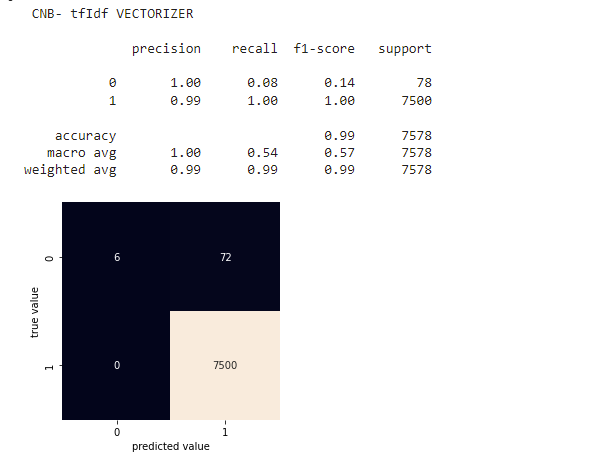 CNB- tfIdf VECTORIZER
precision recall f1-score support
0 1.00 0.08 0.14 78
1 0.99 1.00 1.00 7500
accuracy 0.99 7578
macro avg 1.00 0.54 0.57 7578
weighted avg 0.99 0.99 0.99 7578
0 6 72
true value
1 0 7500
0 1
predicted value